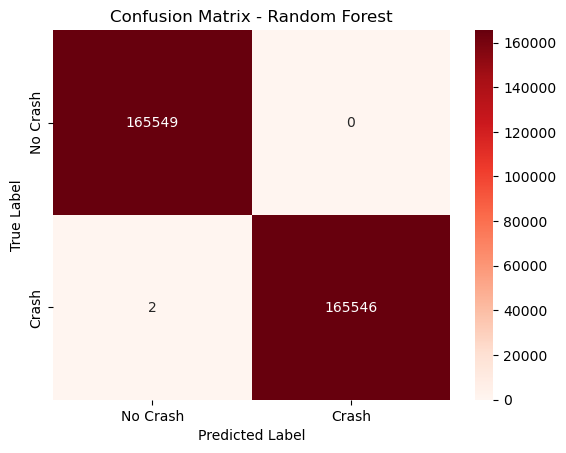 Confusion Matrix - Random Forest
True Label
No Crash
Crash
165549
0
2
165546
No Crash
Crash
Predicted Label
160000
140000
120000
100000
80000
60000
40000
20000
0